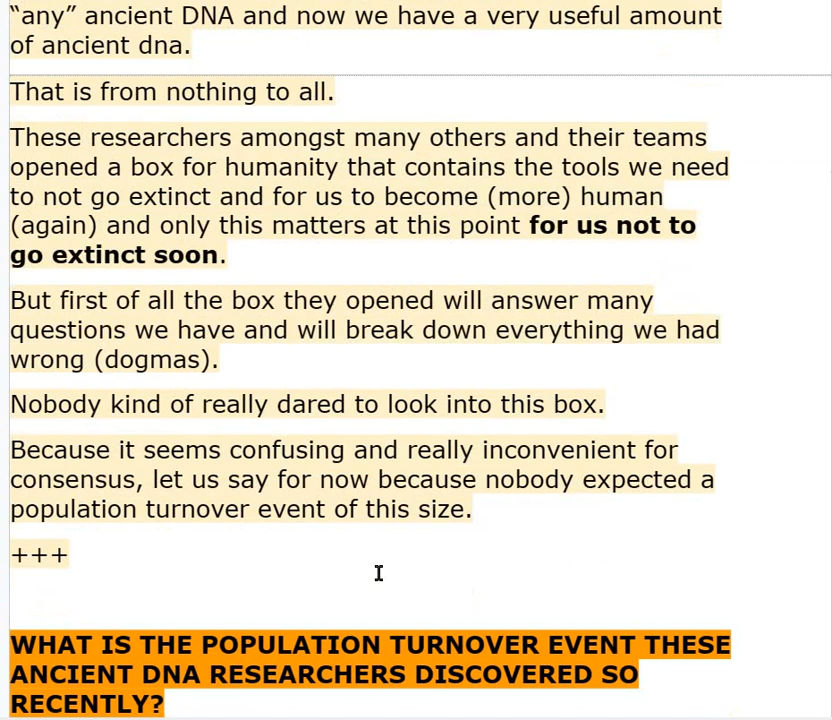 “any” ancient DNA and now we have a very useful amount
of ancient dna.
That is from nothing to all.
These researchers amongst many others and their teams
opened a box for humanity that contains the tools we need
to not go extinct and for us to become (more) human
(again) and only this matters at this point for us not to
go extinct soon.
But first of all the box they opened will answer many
questions we have and will break down everything we had
wrong (dogmas).
Nobody kind of really dared to look into this box.
Because it seems confusing and really inconvenient for
consensus, let us say for now because nobody expected a
population turnover event of this size.
+++
WHAT IS THE POPULATION TURNOVER EVENT THESE
ANCIENT DNA RESEARCHERS DISCOVERED SO
RECENTLY?